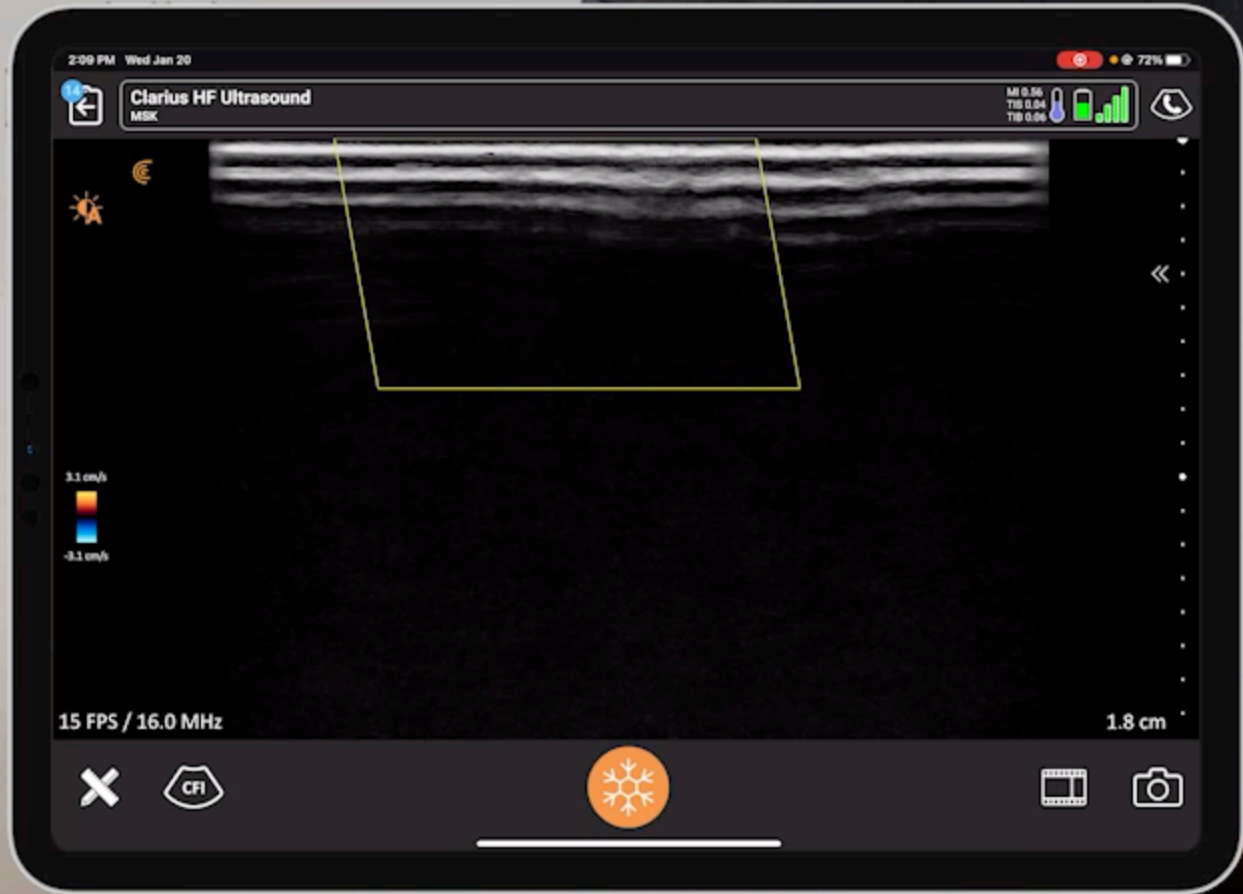 2:09 PM Wed Jan 20
72%
14
Clarius HF Ultrasound
MSK
MI 0.56
TIS 0.04
TIB 0.06
A
3.1 cm/s
-3.1 cm/s
15 FPS / 16.0 MHz
1.8 cm
CFI